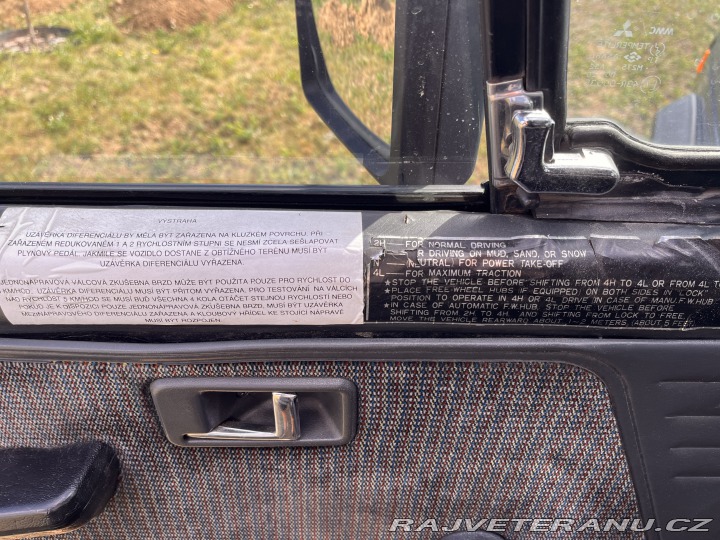 VÝSTRAHA
UZÁVĚRKA DIFERENCIÁLU BY MĚLA BÝT ZAŘAZENA NA KLUZKÉM POVRCHU. PŘI
ZAŘAZENÉM REDUKOVANÉM 1 A 2 RYCHLOSTNÍM STUPNI SE NESMÍ ZCELA SEŠLAPOVAT
PLYNOVÝ PEDÁL. JAKMILE SE VOZIDLO DOSTANE Z OBTÍŽNÉHO TERÉNU MUSÍ BÝT
UZÁVĚRKA DIFERENCIÁLU VYŘAZENA.
JEDNONÁPRAVOVÁ VÁLCOVÁ ZKUŠEBNA BRZD MŮŽE BÝT POUŽITA POUZE PRO RYCHLOST DO
UZÁVĚRKA DIFERENCIÁLU MUSÍ BÝT PŘITOM VYŘAZENA. PRO TESTOVÁNÍ NA VÁLCÍCH
NAD RYCHLOST 5 KM/HOD SE MUSÍ BUĎ VŠECHNA 4 KOLA OTÁČET STEJNOU RYCHLOSTÍ NEBO
POKUD JE K DISPOZICI POUZE JEDNONÁPRAVOVÁ ZKUŠEBNA BRZD, MUSÍ BÝT UZÁVĚRKA
MEZINÁPRAVOVÉHO DIFERENCIÁLU ZAŘAZENA A KLOUBOVÝ HŘÍDEL KE STOJÍCÍ NÁPRAVĚ
MUSÍ BÝT ROZPOJEN.
2H FOR NORMAL DRIVING
R DRIVING ON MUD, SAND, OR SNOW
NEUTRAL, FOR POWER TAKE-OFF
4L FOR MAXIMUM TRACTION
★STOP THE VEHICLE BEFORE SHIFTING FROM 4H TO 4L OR FROM 4L T
★PLACE FREE WHEEL HUBS (EQUIPPED ON BOTH SIDES) IN "LOCK"
POSITION TO OPERATE IN 4H OR 4L DRIVE IN CASE OF MANU.F.W.HUB
★IN CASE OF AUTOMATIC F.W.HUB STOP THE VEHICLE BEFORE
SHIFTING FROM 2H TO 4H. AND SHIFTING FROM LOCK TO FREE,
MOVE THE VEHICLE REARWARD ABOUT METERS. (ABOUT 5 FEET
RAJVETERANU.CZ